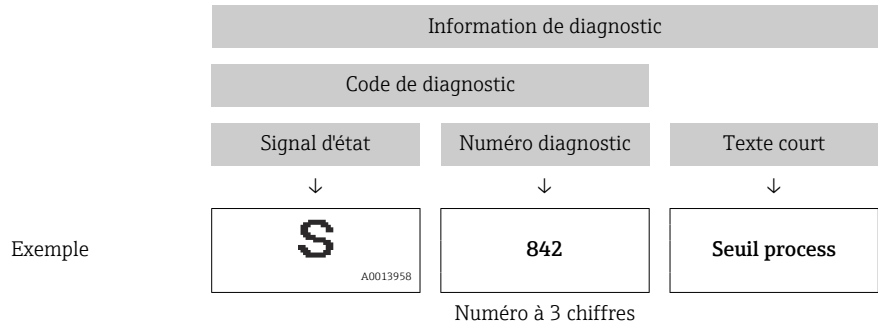 Information de diagnostic
Code de diagnostic
Signal d'état Numéro diagnostic Texte court
↓ ↓ ↓
Exemple S 842 Seuil process
A0013958
Numéro à 3 chiffres